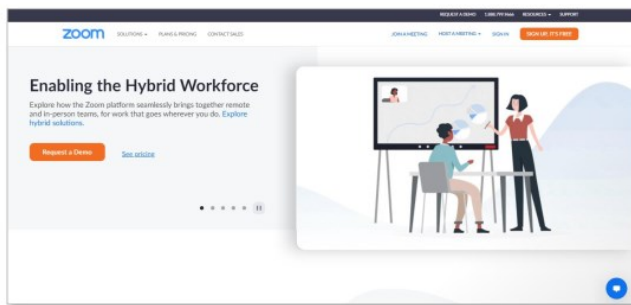 REQUEST A DEMO 1.888.799.9666 RESOURCES SUPPORT
zoom SOLUTIONS PLANS & PRICING CONTACT SALES JOIN A MEETING HOST A MEETING SIGN IN SIGN UP, IT'S FREE
Enabling the Hybrid Workforce
Explore how the Zoom platform seamlessly brings together remote
and in-person teams, for work that goes wherever you do. Explore
hybrid solutions.
Request a Demo See pricing